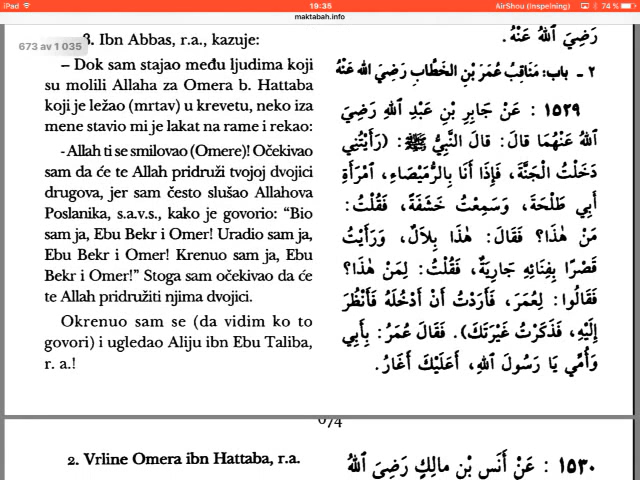 iPad
19:35
AirShou (Inspelning)
74 %
maktabah.info
673 av 1 035
3. Ibn Abbas, r.a., kazuje:
– Dok sam stajao među ljudima koji
su molili Allaha za Omera b. Hattaba
koji je ležao (mrtav) u krevetu, neko iza
mene stavio mi je lakat na rame i rekao:
-Allah ti se smilovao (Omere)! Očekivao
sam da će te Allah pridruži tvojoj dvojici
drugova, jer sam često slušao Allahova
Poslanika, s.a.v.s., kako je govorio: “Bio
sam ja, Ebu Bekr i Omer! Uradio sam ja,
Ebu Bekr i Omer! Krenuo sam ja, Ebu
Bekr i Omer!” Stoga sam očekivao da će
te Allah pridružiti njima dvojici.
Okrenuo sam se (da vidim ko to
govori) i ugledao Aliju ibn Ebu Taliba,
r. a.!
رَضِيَ اللهُ عَنْهُ.
٢ ـ باب: مَنَاقِبُ عُمَرَ بْنِ الْخَطَّابِ رَضِيَ الله عَنْهُ
١٥٢٩ : عَنْ جَابِرِ بْنِ عَبْدِ اللهِ رَضِيَ
اللهُ عَنْهُمَا قالَ: قالَ النَّبِيُّ ﷺ: (رَأَيْتُنِي
دَخَلْتُ الْجَنَّةَ، فَإِذَا أَنَا بِالرُّمَيْصَاءِ، امْرَأَةِ
أَبِي طَلْحَةَ، وَسَمِعْتُ خَشَفَةً، فَقُلْتُ:
مَنْ هٰذَا؟ فَقَالَ: هٰذَا بِلاَلٌ، وَرَأَيْتُ
قَصْرًا بِفِنَائِهِ جَارِيَةٌ، فَقُلْتُ: لِمَنْ هٰذَا؟
فَقَالُوا: لِعُمَرَ، فَأَرَدْتُ أَنْ أَدْخُلَهُ فَأَنْظُرَ
إِلَيْهِ، فَذَكَرْتُ غَيْرَتَكَ). فَقَالَ عُمَرُ: بِأَبِي
وَأُمِّي يَا رَسُولَ اللهِ، أَعَلَيْكَ أَغَارُ.
674
2. Vrline Omera ibn Hattaba, r.a.
١٥٣٠ : عَنْ أَنَسِ بْنِ مالِكٍ رَضِيَ اللهُ